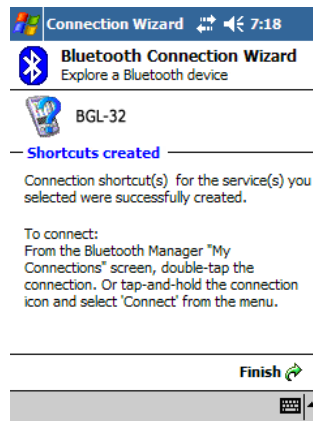 Connection Wizard 7:18
Bluetooth Connection Wizard
Explore a Bluetooth device
BGL-32
Shortcuts created
Connection shortcut(s) for the service(s) you
selected were successfully created.
To connect:
From the Bluetooth Manager "My
Connections" screen, double-tap the
connection. Or tap-and-hold the connection
icon and select 'Connect' from the menu.
Finish